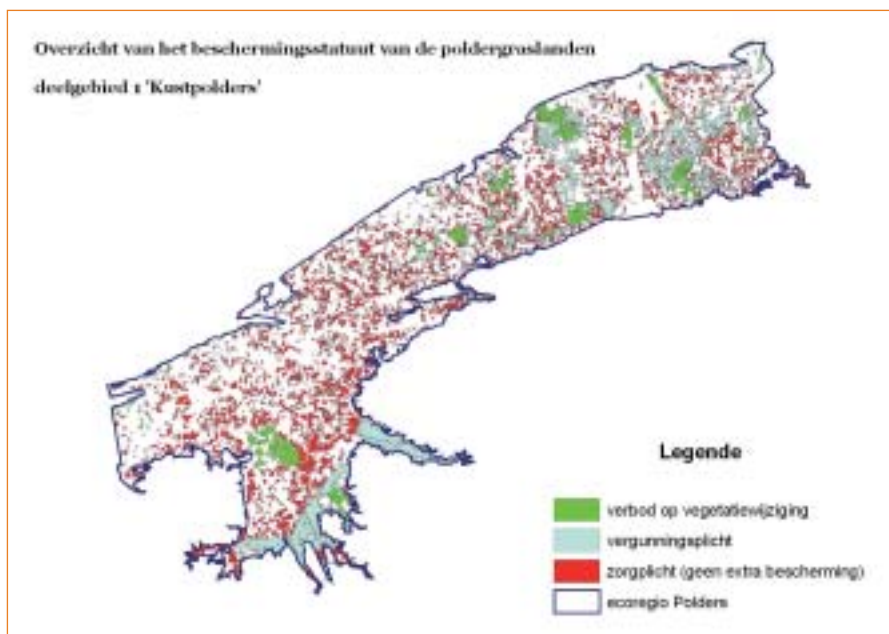 Overzicht van het beschermingsstatuut van de poldergraslanden
deelgebied 1 'Kustpolders'
Legende
verbod op vegetatiewijziging
vergunningsplicht
zorgplicht (geen extra bescherming)
ecoregio Polders